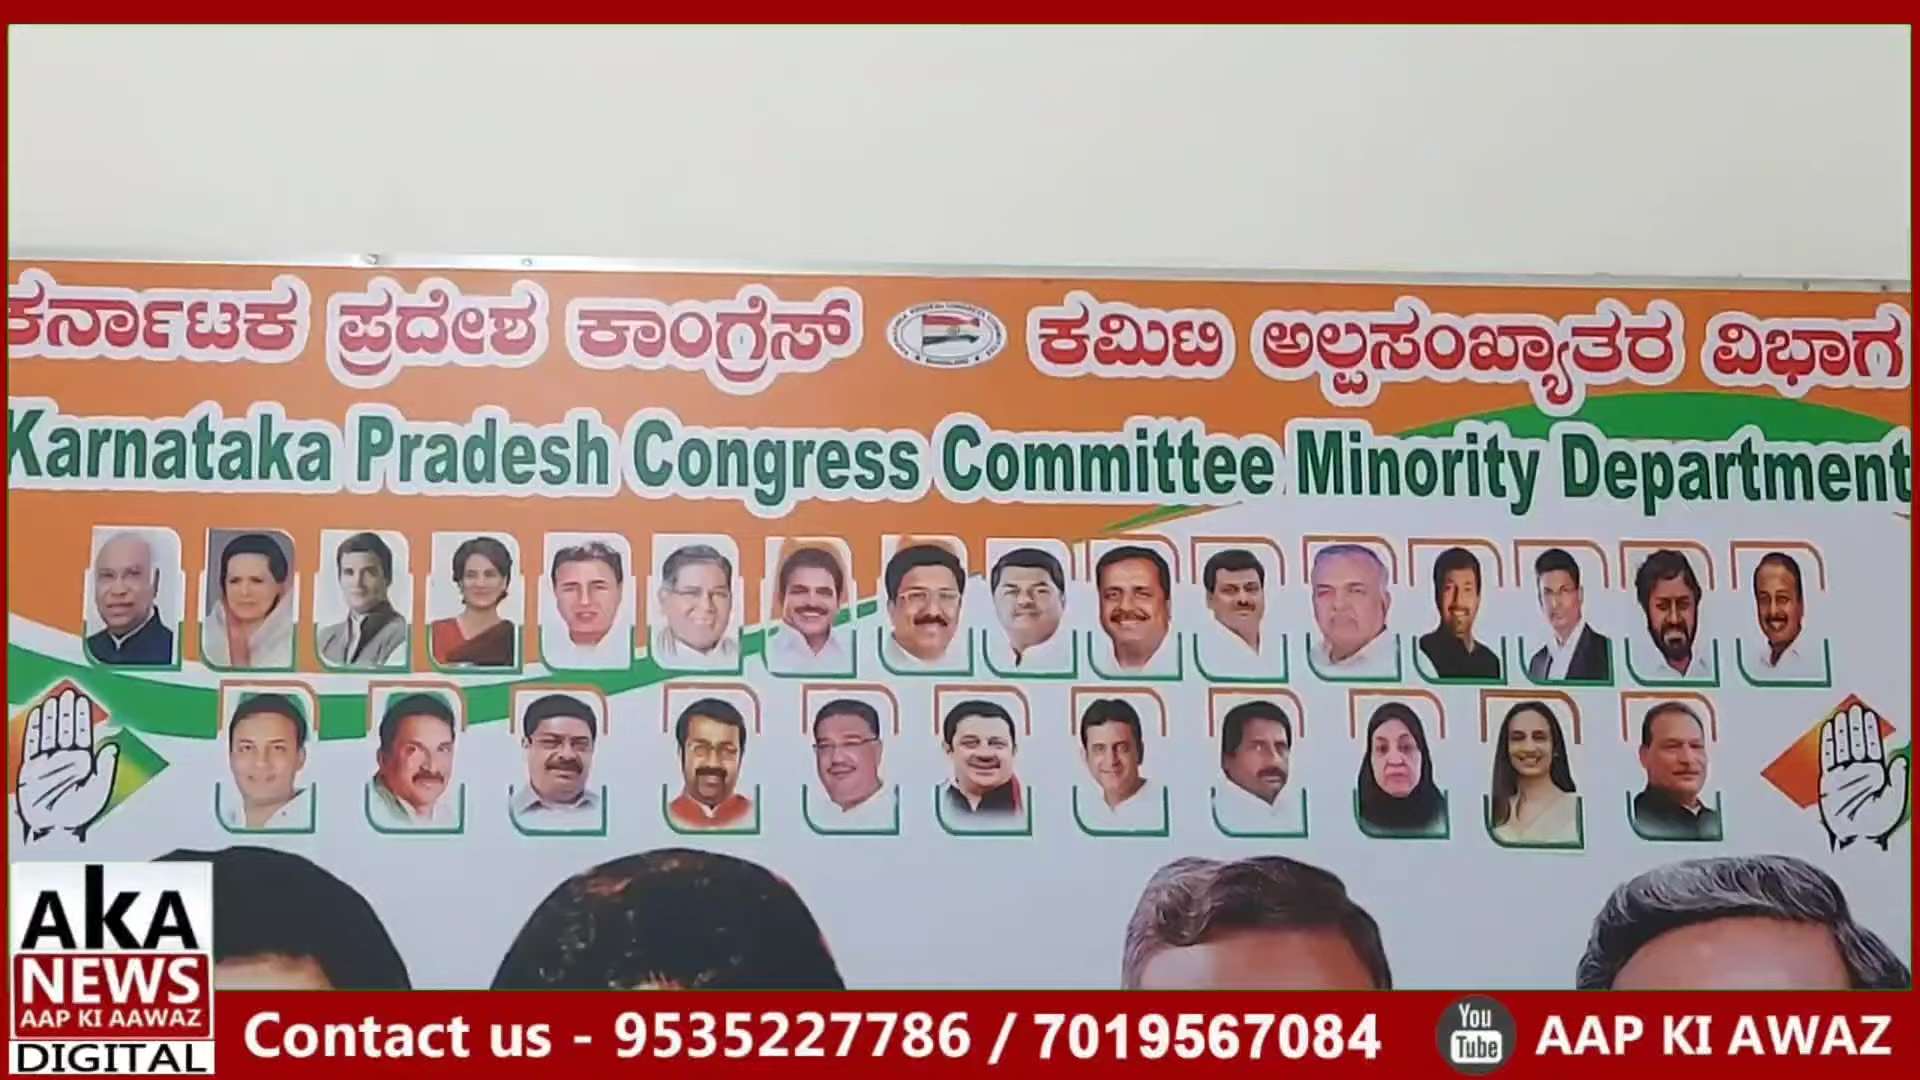 ಕರ್ನಾಟಕ ಪ್ರದೇಶ ಕಾಂಗ್ರೆಸ್ ಕಮಿಟಿ ಅಲ್ಪಸಂಖ್ಯಾತರ ವಿಭಾಗ
Karnataka Pradesh Congress Committee Minority Department
AKA
NEWS
AAP KI AAWAZ
DIGITAL
Contact us - 9535227786 / 7019567084
You
Tube
AAP KI AWAZ